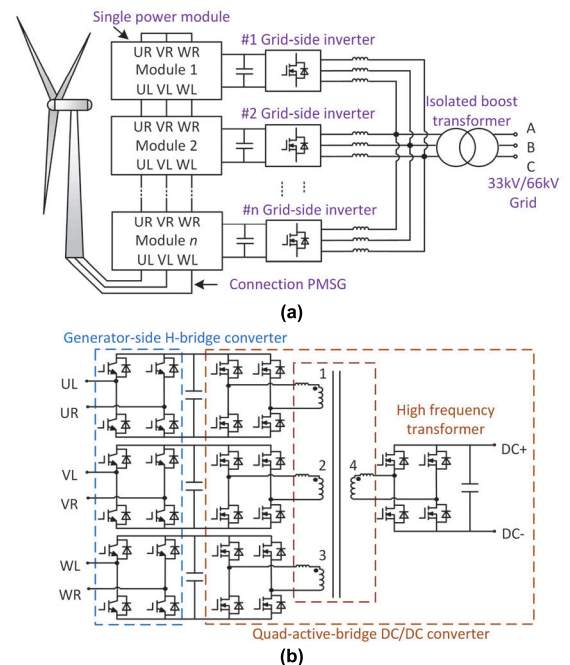 Single power module
UR VR WR
Module 1
UL VL WL
#1 Grid-side inverter
UR VR WR
Module 2
UL VL WL
#2 Grid-side inverter
Isolated boost
transformer
A
B
C
33kV/66kV
Grid
UR VR WR
Module n
UL VL WL
#n Grid-side inverter
Connection PMSG
(a)
Generator-side H-bridge converter
UL
UR
VL
VR
WL
WR
1
2
3
4
High frequency
transformer
DC+
DC-
Quad-active-bridge DC/DC converter
(b)